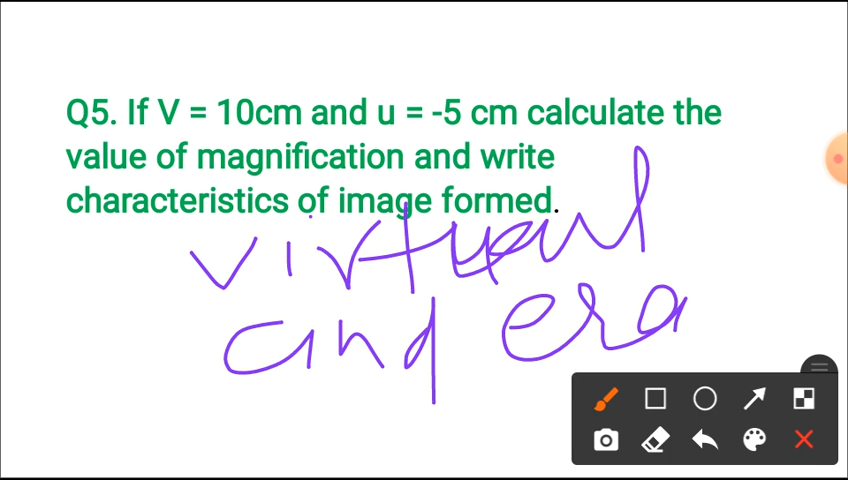 Q5. If V = 10cm and u = -5 cm calculate the
value of magnification and write
characteristics of image formed.
virtual
and era